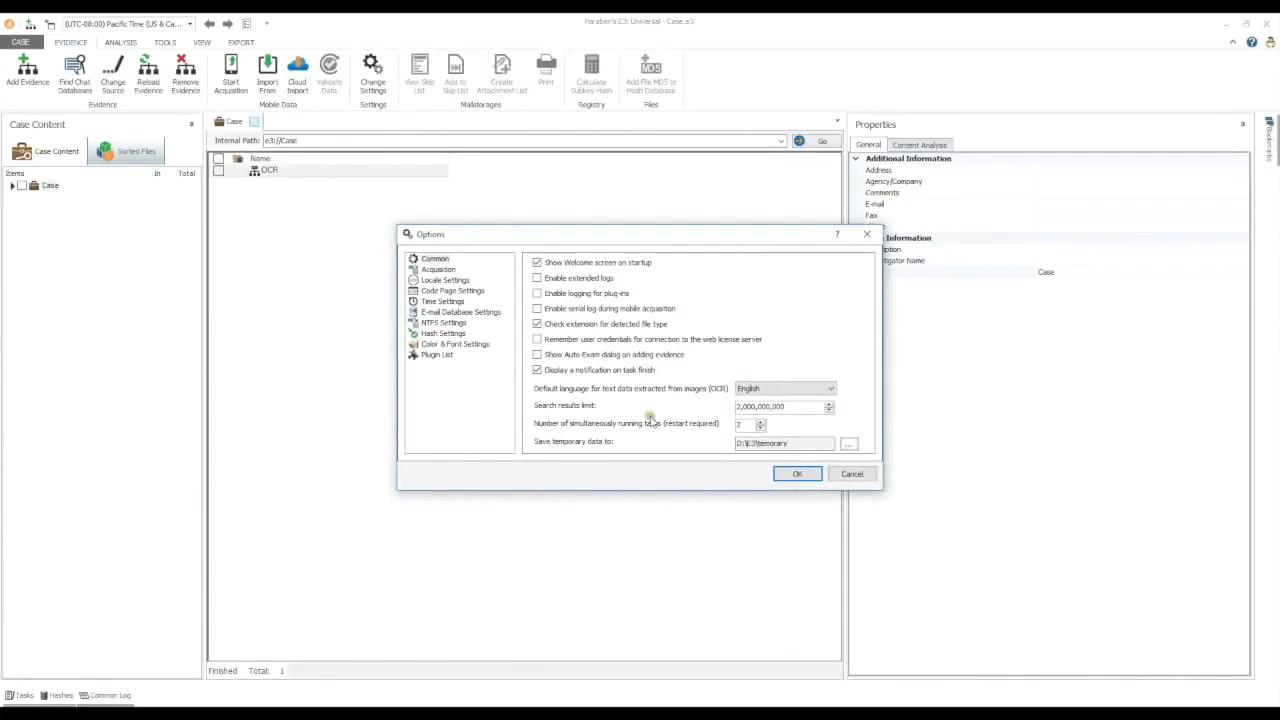 (UTC-08:00) Pacific Time (US & Ca...
Paraben's E3: Universal - Case.e3
CASE EVIDENCE ANALYSIS TOOLS VIEW EXPORT
Add Evidence
Find Chat Databases
Change Source
Reload Evidence
Remove Evidence
Evidence
Start Acquisition
Import From
Cloud Import
Validate Data
Mobile Data
Change Settings
Settings
View Skip List
Add to Skip List
Create Attachment List
Print
Mailstorages
Calculate Subkey Hash
Registry
Add File MD5 to Hash Database
Files
Case Content
Case Content Sorted Files
Items In Total
Case
Case
Internal Path: e3://Case Go
Name
OCR
Finished Total: 1
Options ?
Common
Acquisition
Locale Settings
Code Page Settings
Time Settings
E-mail Database Settings
NTFS Settings
Hash Settings
Color & Font Settings
Plugin List
Show Welcome screen on startup
Enable extended logs
Enable logging for plug-ins
Enable serial log during mobile acquisition
Check extension for detected file type
Remember user credentials for connection to the web license server
Show Auto-Exam dialog on adding evidence
Display a notification on task finish
Default language for text data extracted from images (OCR) English
Search results limit: 2,000,000,000
Number of simultaneously running (restart required) 2
Save temporary data to: D:\E3\temorary ...
OK Cancel
Properties
General Content Analysis
Additional Information
Address
Agency/Company
Comments
E-mail
Fax
Information
ption
tigator Name
Case
Bookmarks
Tasks Hashes Common Log